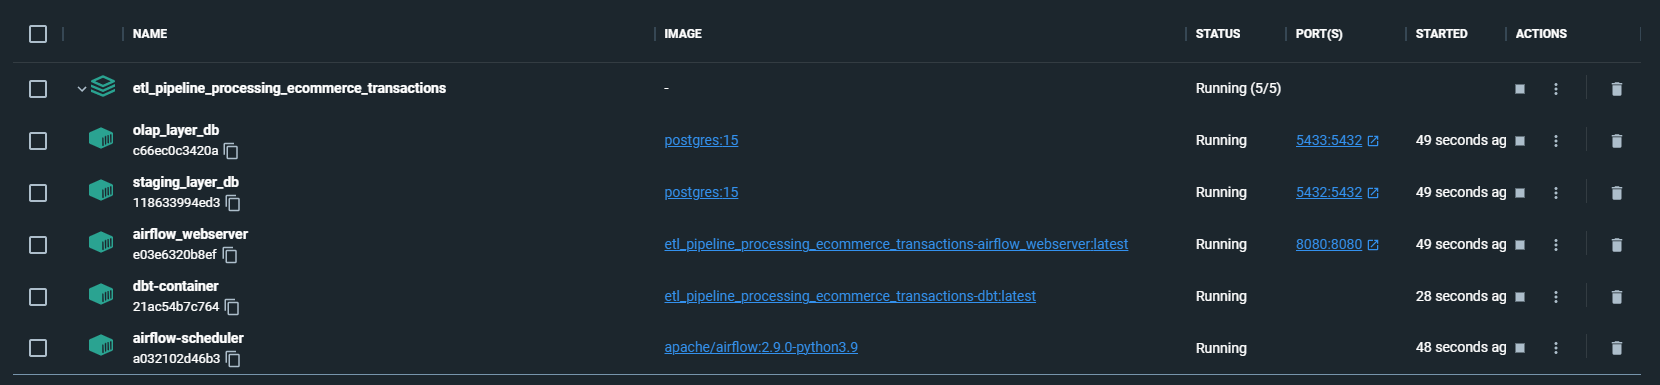 NAME IMAGE STATUS PORT(S) STARTED ACTIONS
etl_pipeline_processing_ecommerce_transactions - Running (5/5)
olap_layer_db
c66ec0c3420a postgres:15 Running 5433:5432 49 seconds ag
staging_layer_db
118633994ed3 postgres:15 Running 5432:5432 49 seconds ag
airflow_webserver
e03e6320b8ef etl_pipeline_processing_ecommerce_transactions-airflow_webserver:latest Running 8080:8080 49 seconds ag
dbt-container
21ac54b7c764 etl_pipeline_processing_ecommerce_transactions-dbt:latest Running 28 seconds ag
airflow-scheduler
a032102d46b3 apache/airflow:2.9.0-python3.9 Running 48 seconds ag